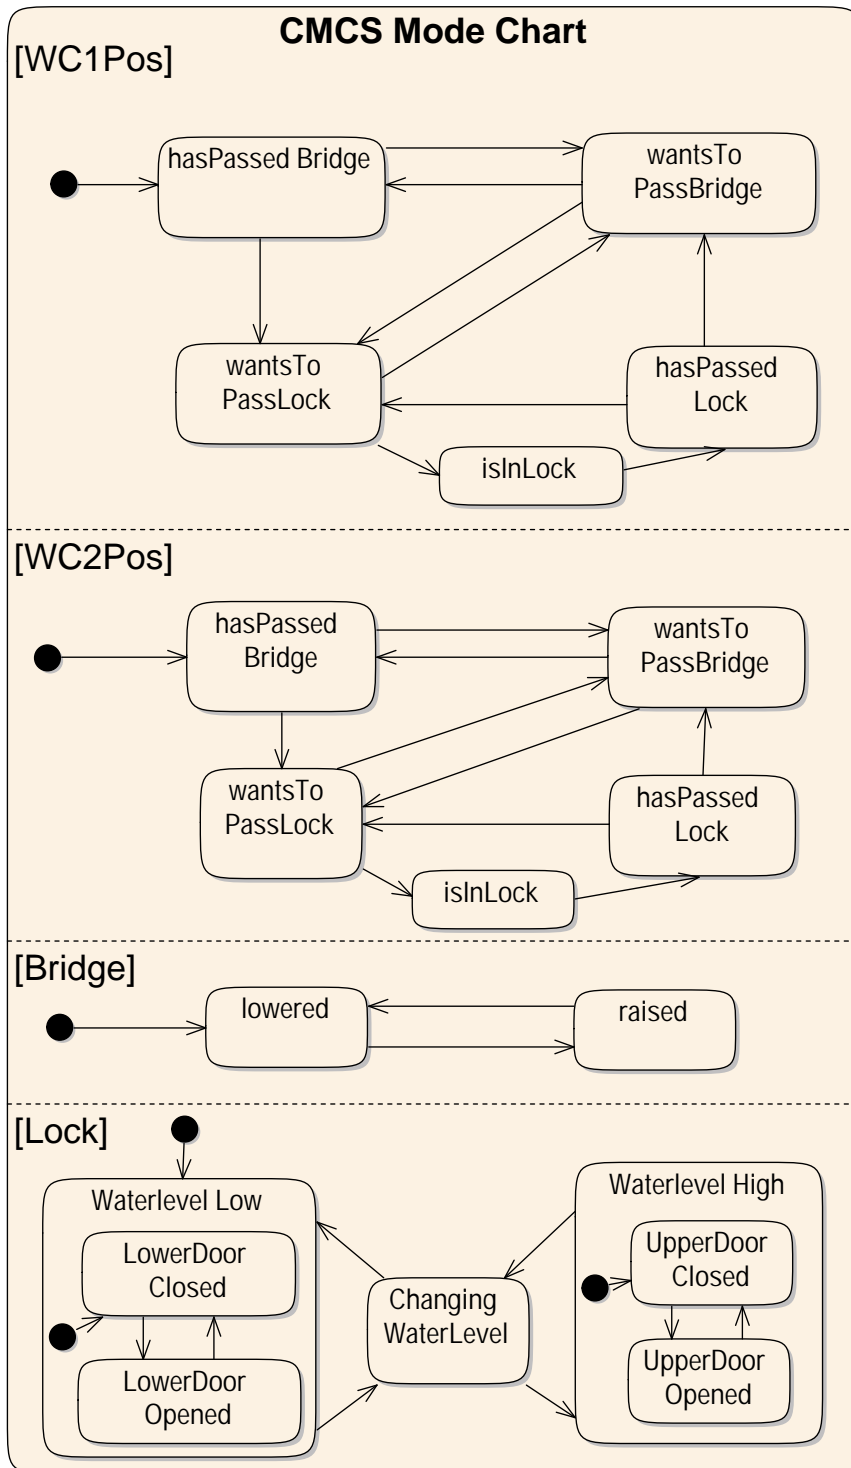 CMCS Mode Chart
[WC1Pos]
hasPassed Bridge
wantsTo
PassBridge
wantsTo
PassLock
hasPassed
Lock
isInLock
[WC2Pos]
hasPassed
Bridge
wantsTo
PassBridge
wantsTo
PassLock
hasPassed
Lock
isInLock
[Bridge]
lowered
raised
[Lock]
Waterlevel Low
LowerDoor
Closed
LowerDoor
Opened
Changing
WaterLevel
Waterlevel High
UpperDoor
Closed
UpperDoor
Opened